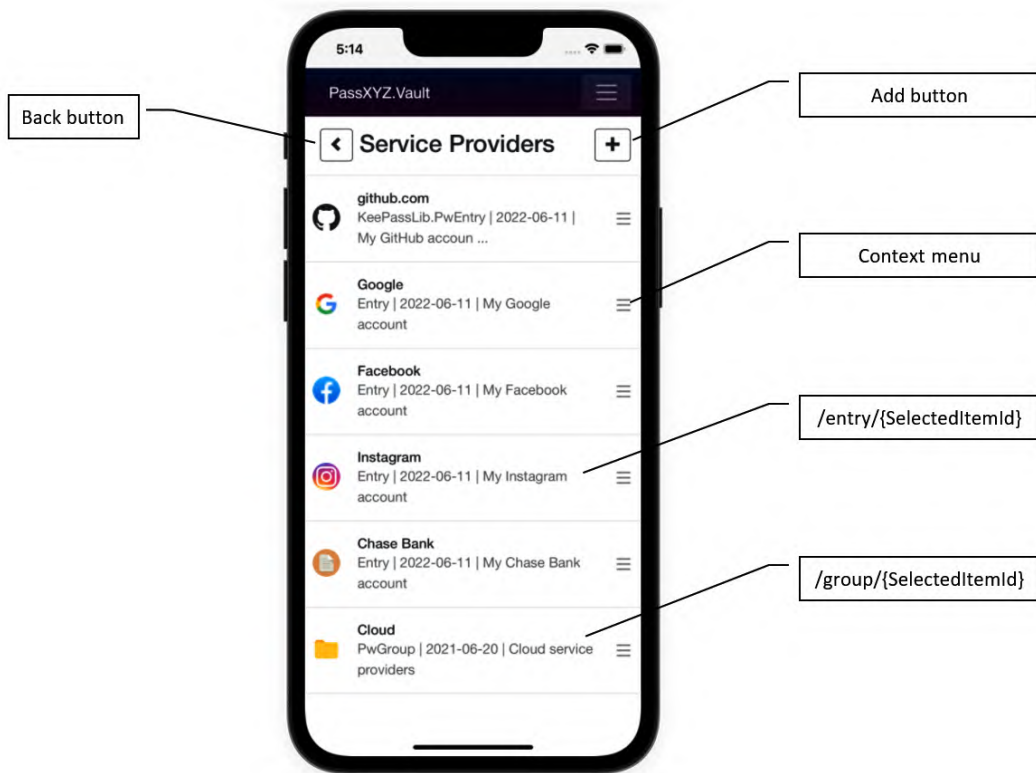 5:14
PassXYZ.Vault
Add button
Back button
Service Providers
github.com
KeePassLib.PwEntry | 2022-06-11 |
My GitHub accoun ...
Context menu
Google
Entry | 2022-06-11 | My Google
account
Facebook
Entry | 2022-06-11 | My Facebook
account
/entry/{SelectedItemId}
Instagram
Entry | 2022-06-11 | My Instagram
account
Chase Bank
Entry | 2022-06-11 | My Chase Bank
account
/group/{SelectedItemId}
Cloud
PwGroup | 2021-06-20 | Cloud service
providers